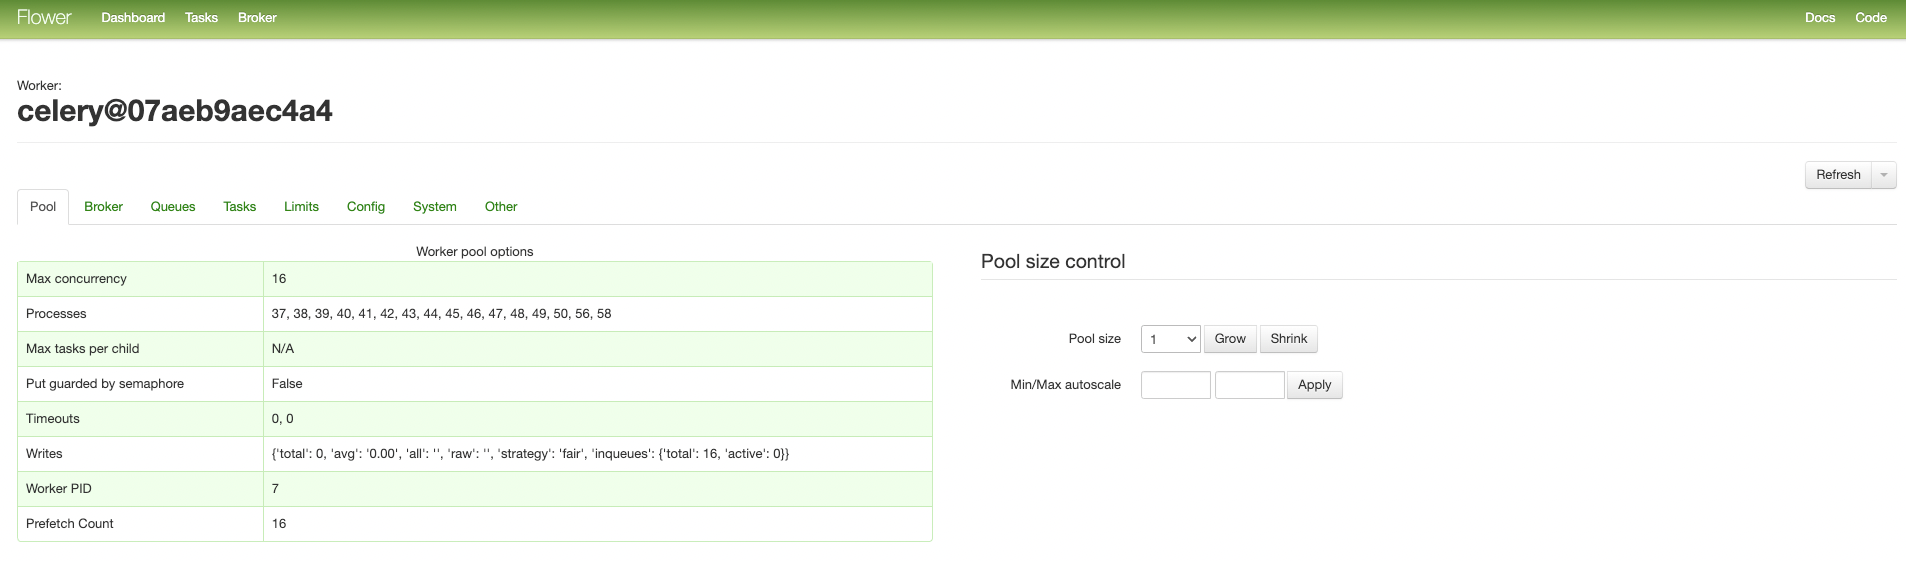 Flower Dashboard Tasks Broker Docs Code
Worker:
celery@07aeb9aec4a4
Refresh
Pool Broker Queues Tasks Limits Config System Other
Worker pool options
Max concurrency 16
Processes 37, 38, 39, 40, 41, 42, 43, 44, 45, 46, 47, 48, 49, 50, 56, 58
Max tasks per child N/A
Put guarded by semaphore False
Timeouts 0, 0
Writes {'total': 0, 'avg': '0.00', 'all': '', 'raw': '', 'strategy': 'fair', 'inqueues': {'total': 16, 'active': 0}}
Worker PID 7
Prefetch Count 16
Pool size control
Pool size 1 Grow Shrink
Min/Max autoscale Apply